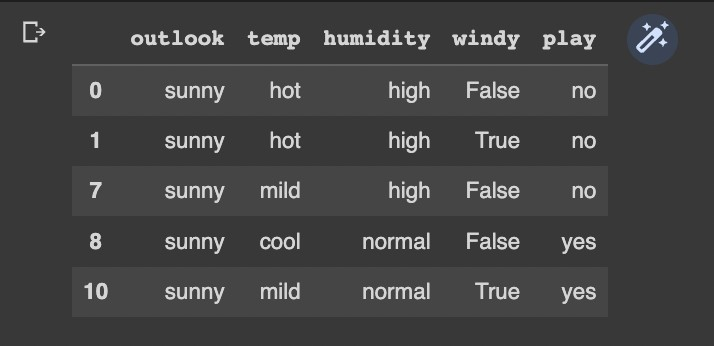 outlook temp humidity windy play
0 sunny hot high False no
1 sunny hot high True no
7 sunny mild high False no
8 sunny cool normal False yes
10 sunny mild normal True yes